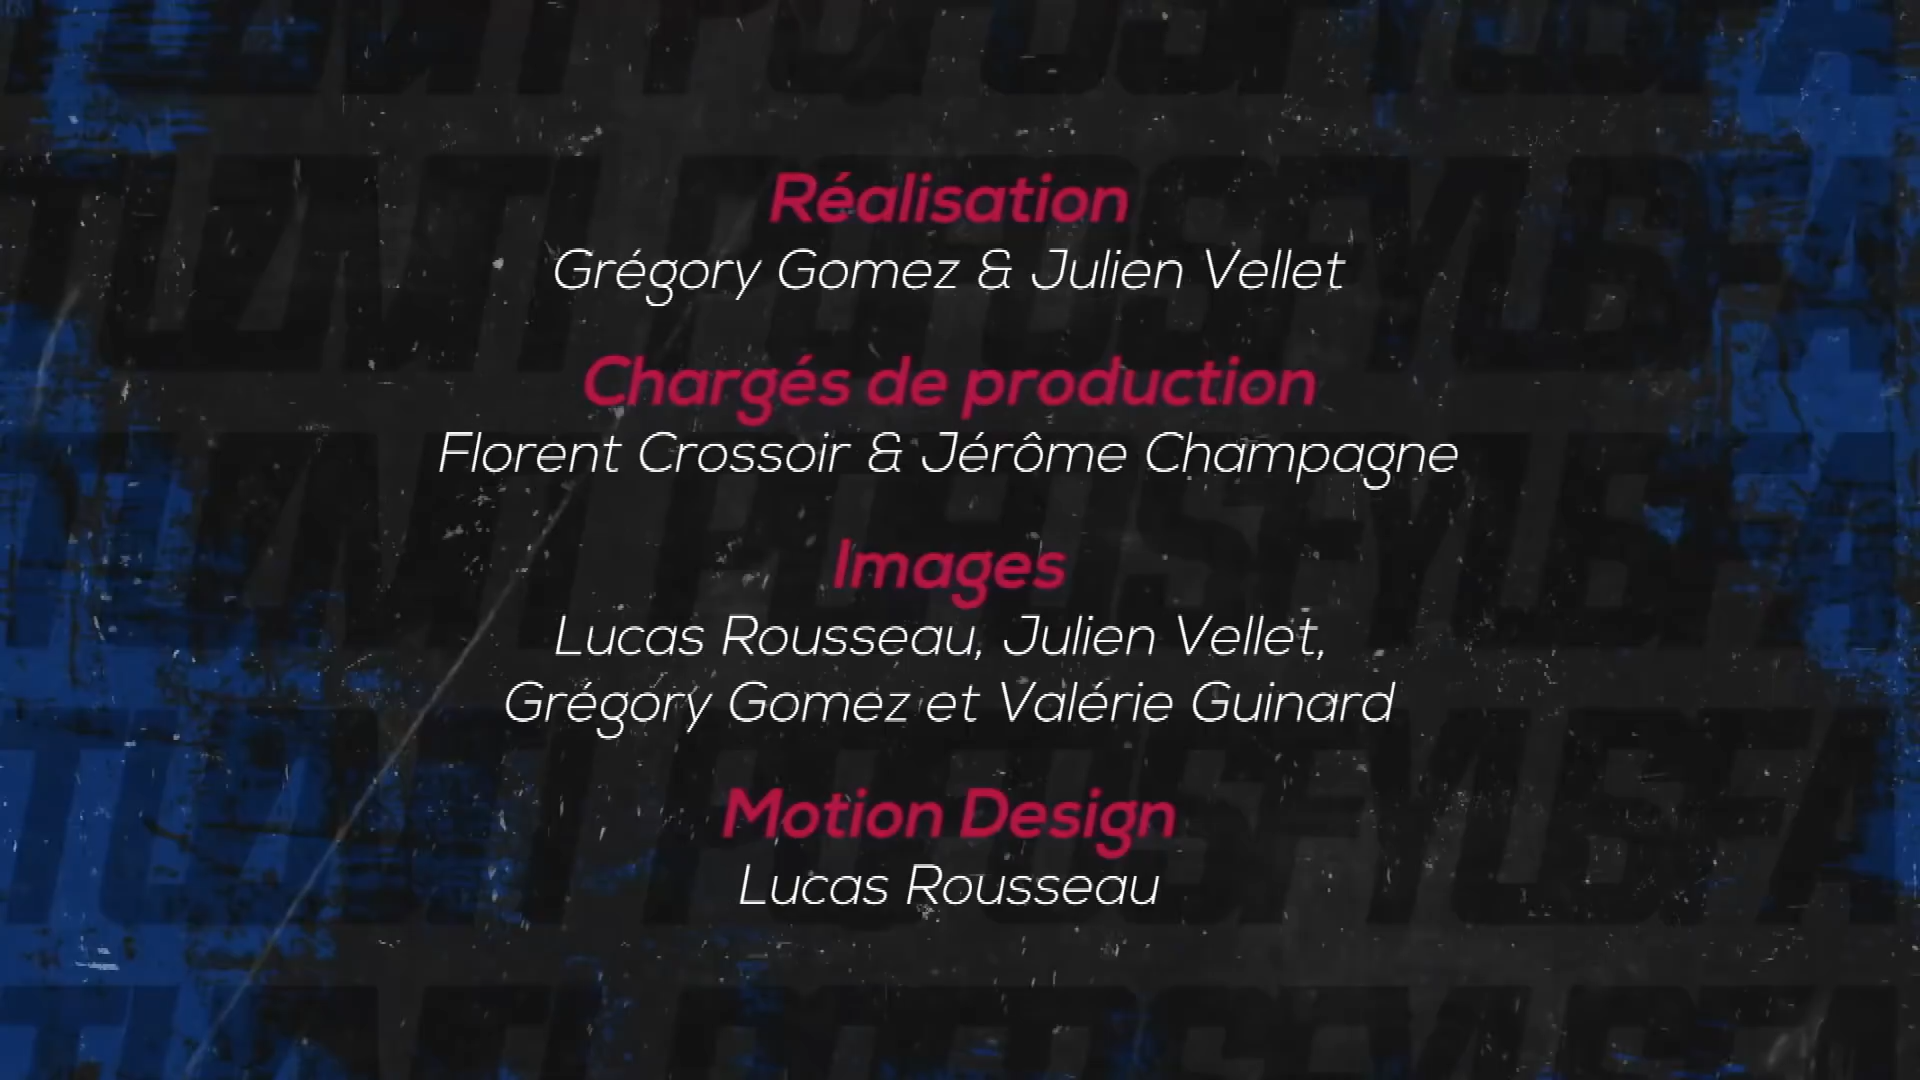 Réalisation
Grégory Gomez & Julien Vellet
Chargés de production
Florent Crossoir & Jérôme Champagne
Images
Lucas Rousseau, Julien Vellet,
Grégory Gomez et Valérie Guinard
Motion Design
Lucas Rousseau